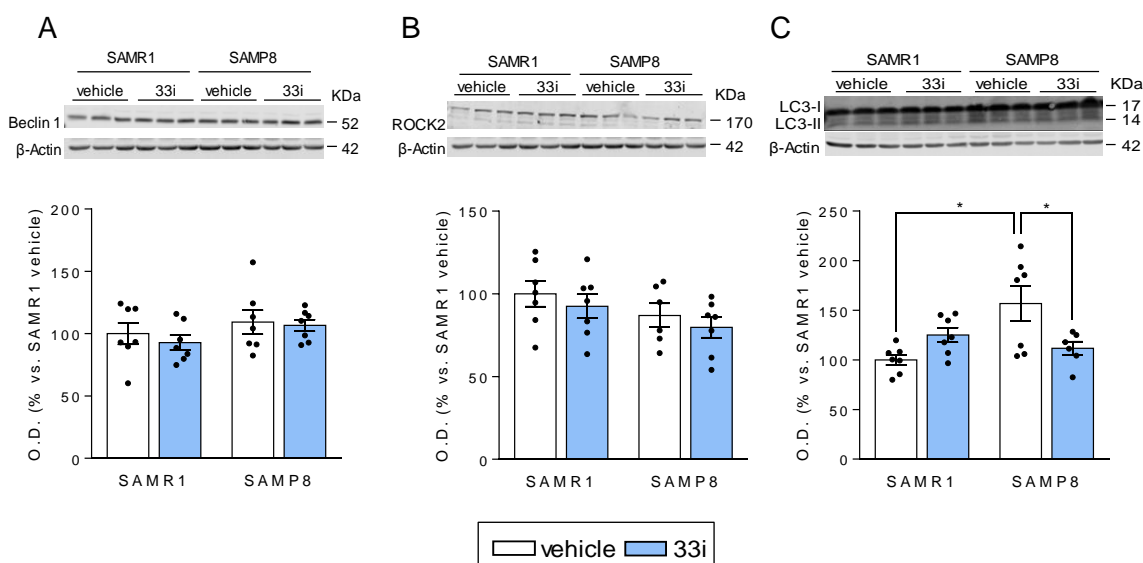 A
SAMR1 SAMP8
vehicle 33i vehicle 33i KDa
Beclin 1 52
β-Actin 42
O.D. (% vs. SAMR1 vehicle)
200
150
100
50
0
SAMR1 SAMP8
B
SAMR1 SAMP8
vehicle 33i vehicle 33i KDa
ROCK2 170
β-Actin 42
O.D. (% vs. SAMR1 vehicle)
150
100
50
0
SAMR1 SAMP8
C
SAMR1 SAMP8
vehicle 33i vehicle 33i KDa
LC3-I 17
LC3-II 14
β-Actin 42
O.D. (% vs. SAMR1 vehicle)
250
200
150
100
50
0
* *
SAMR1 SAMP8
vehicle 33i